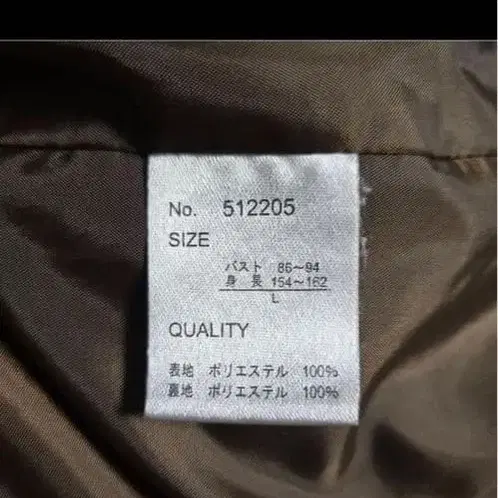 No. 512205
SIZE
バスト 86〜94
身長 154〜162
L
QUALITY
表地 ポリエステル 100%
裏地 ポリエステル 100%